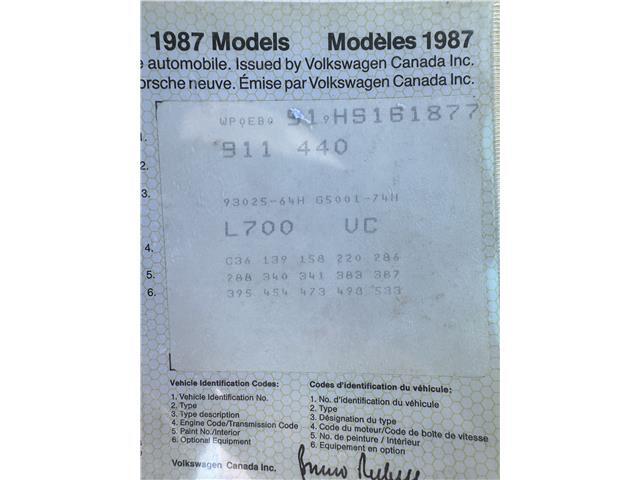 1987 Models Modèles 1987
e automobile. Issued by Volkswagen Canada Inc.
orsche neuve. Émise par Volkswagen Canada Inc.
1. WP0EB0 919HS161877
2. 911 440
3.
93025-64H G5001-74H
4. L700 VC
C36 139 158 220 286
5. 288 340 341 383 387
6. 395 454 473 498 533
Vehicle Identification Codes:
1. Vehicle Identification No.
2. Type
3. Type description
4. Engine Code/Transmission Code
5. Paint No./Interior
6. Optional Equipment
Volkswagen Canada Inc.
Codes d'identification du véhicule:
1. No. d'identification du véhicule
2. Type
3. Désignation du type
4. Code du moteur/Code de boîte de vitesse
5. No. de peinture / Intérieur
6. Equipement en option
Bruno